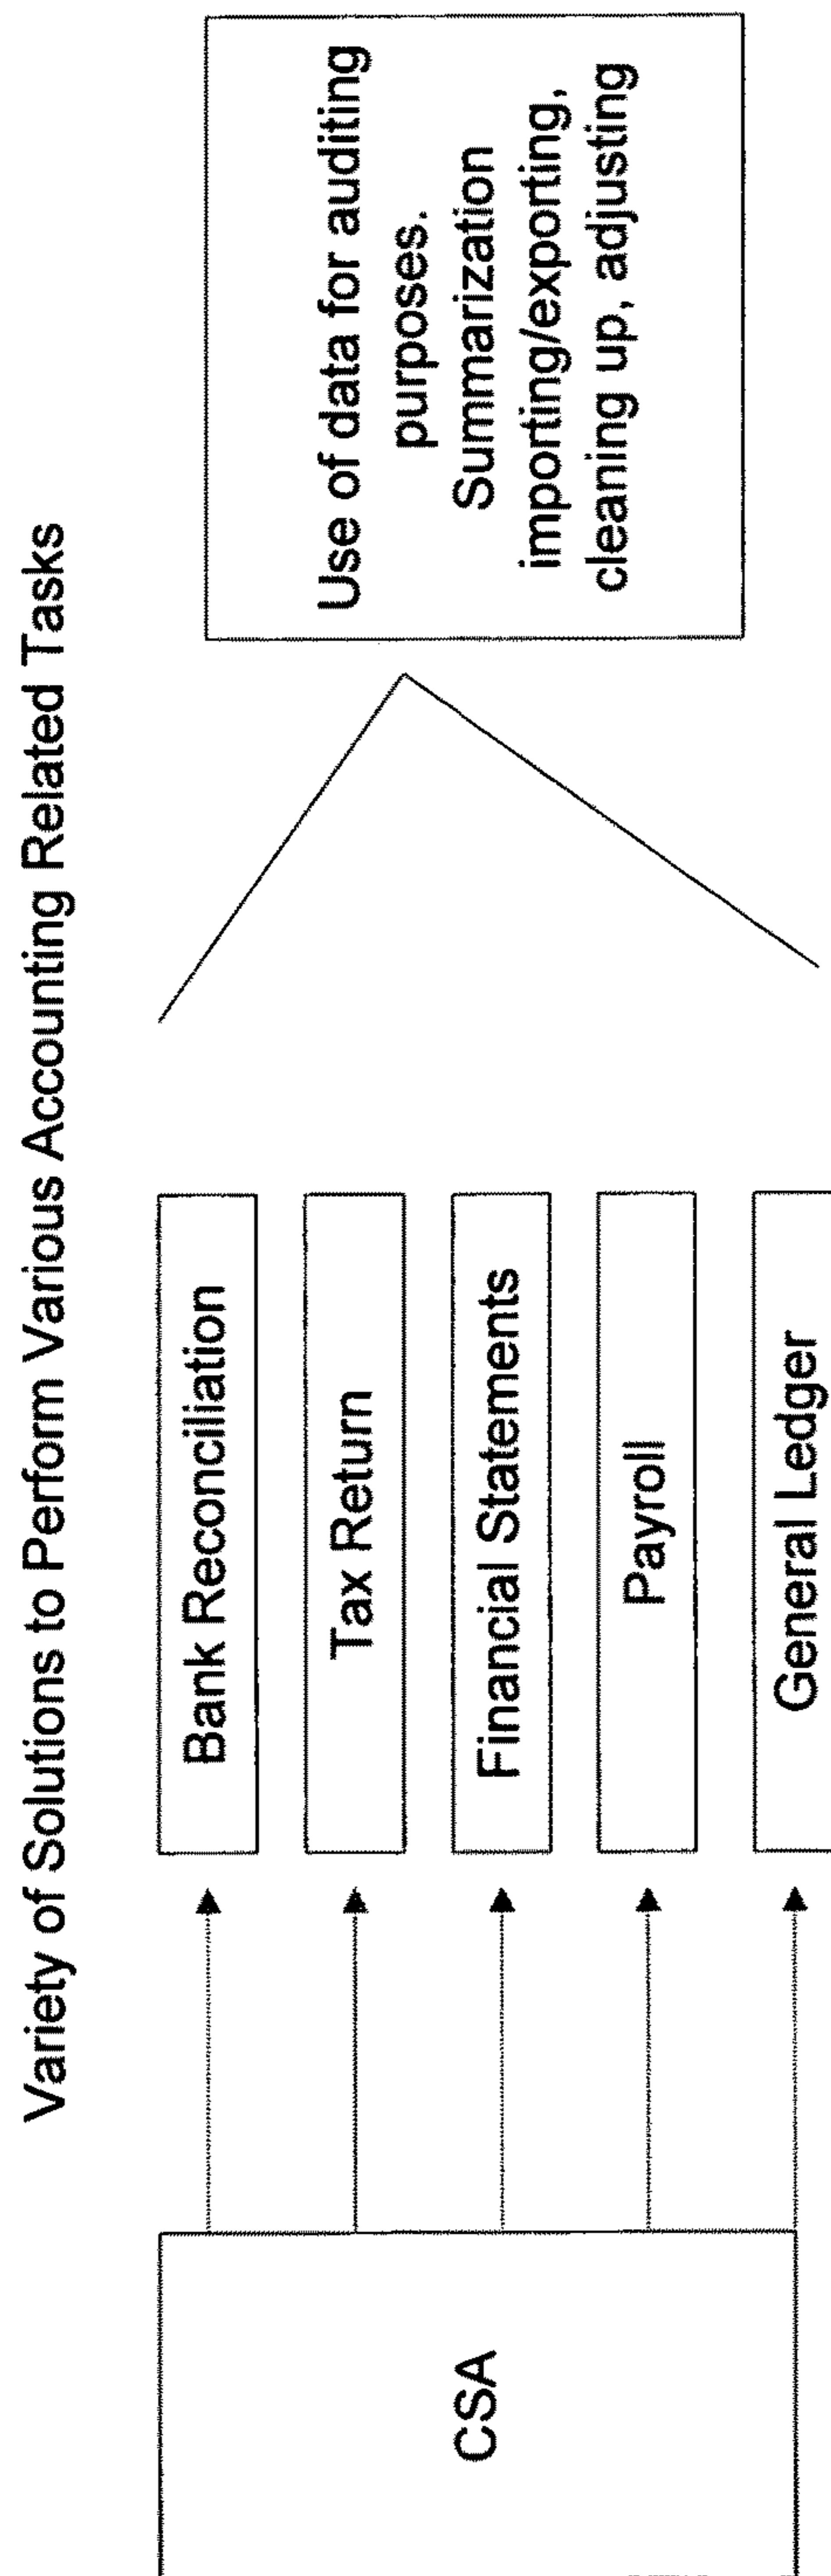 Variety of Solutions to Perform Various Accounting Related Tasks
CSA
Bank Reconciliation
Tax Return
Financial Statements
Payroll
General Ledger
Use of data for auditing
purposes.
Summarization
importing/exporting,
cleaning up, adjusting